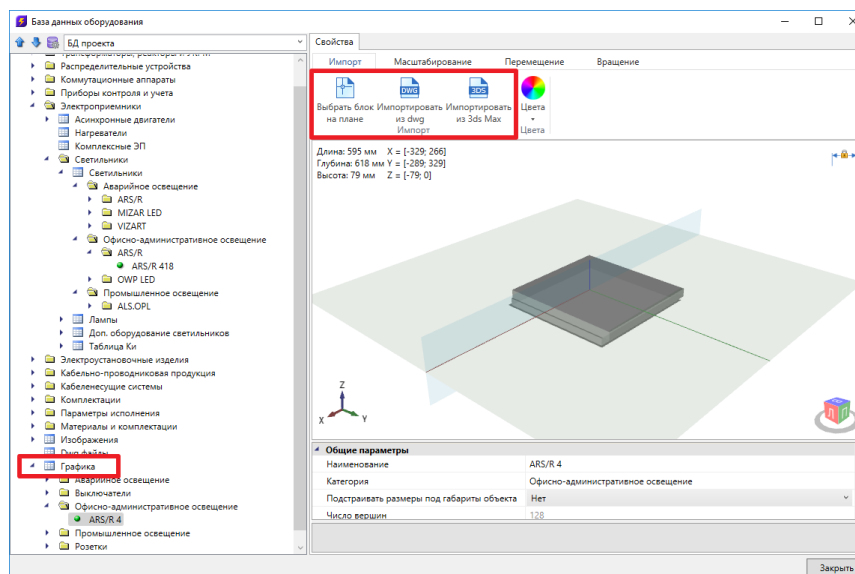 База данных оборудования
БД проекта
Распределительные устройства
Коммутационные аппараты
Приборы контроля и учета
Электроприемники
Асинхронные двигатели
Нагреватели
Комплексные ЭП
Светильники
Светильники
Аварийное освещение
ARS/R
MIZAR LED
VIZART
Офисно-административное освещение
ARS/R
ARS/R 418
OWP LED
Промышленное освещение
ALS.OPL
Лампы
Доп. оборудование светильников
Таблица Ки
Электроустановочные изделия
Кабельно-проводниковая продукция
Кабеленесущие системы
Комплектации
Параметры исполнения
Материалы и комплектации
Изображения
Dwg файлы
Графика
Аварийное освещение
Выключатели
Офисно-административное освещение
ARS/R 4
Промышленное освещение
Розетки
Свойства
Импорт Масштабирование Перемещение Вращение
DWG 3DS
Выбрать блок Импортировать Импортировать Цвета
на плане из dwg из 3ds Max
Импорт Цвета
Длина: 595 мм X = [-329; 266]
Глубина: 618 мм Y = [-289; 329]
Высота: 79 мм Z = [-79; 0]
Z
X Y
Общие параметры
Наименование ARS/R 4
Категория Офисно-административное освещение
Подстраивать размеры под габариты объекта Нет
Число вершин 128
Закрыть